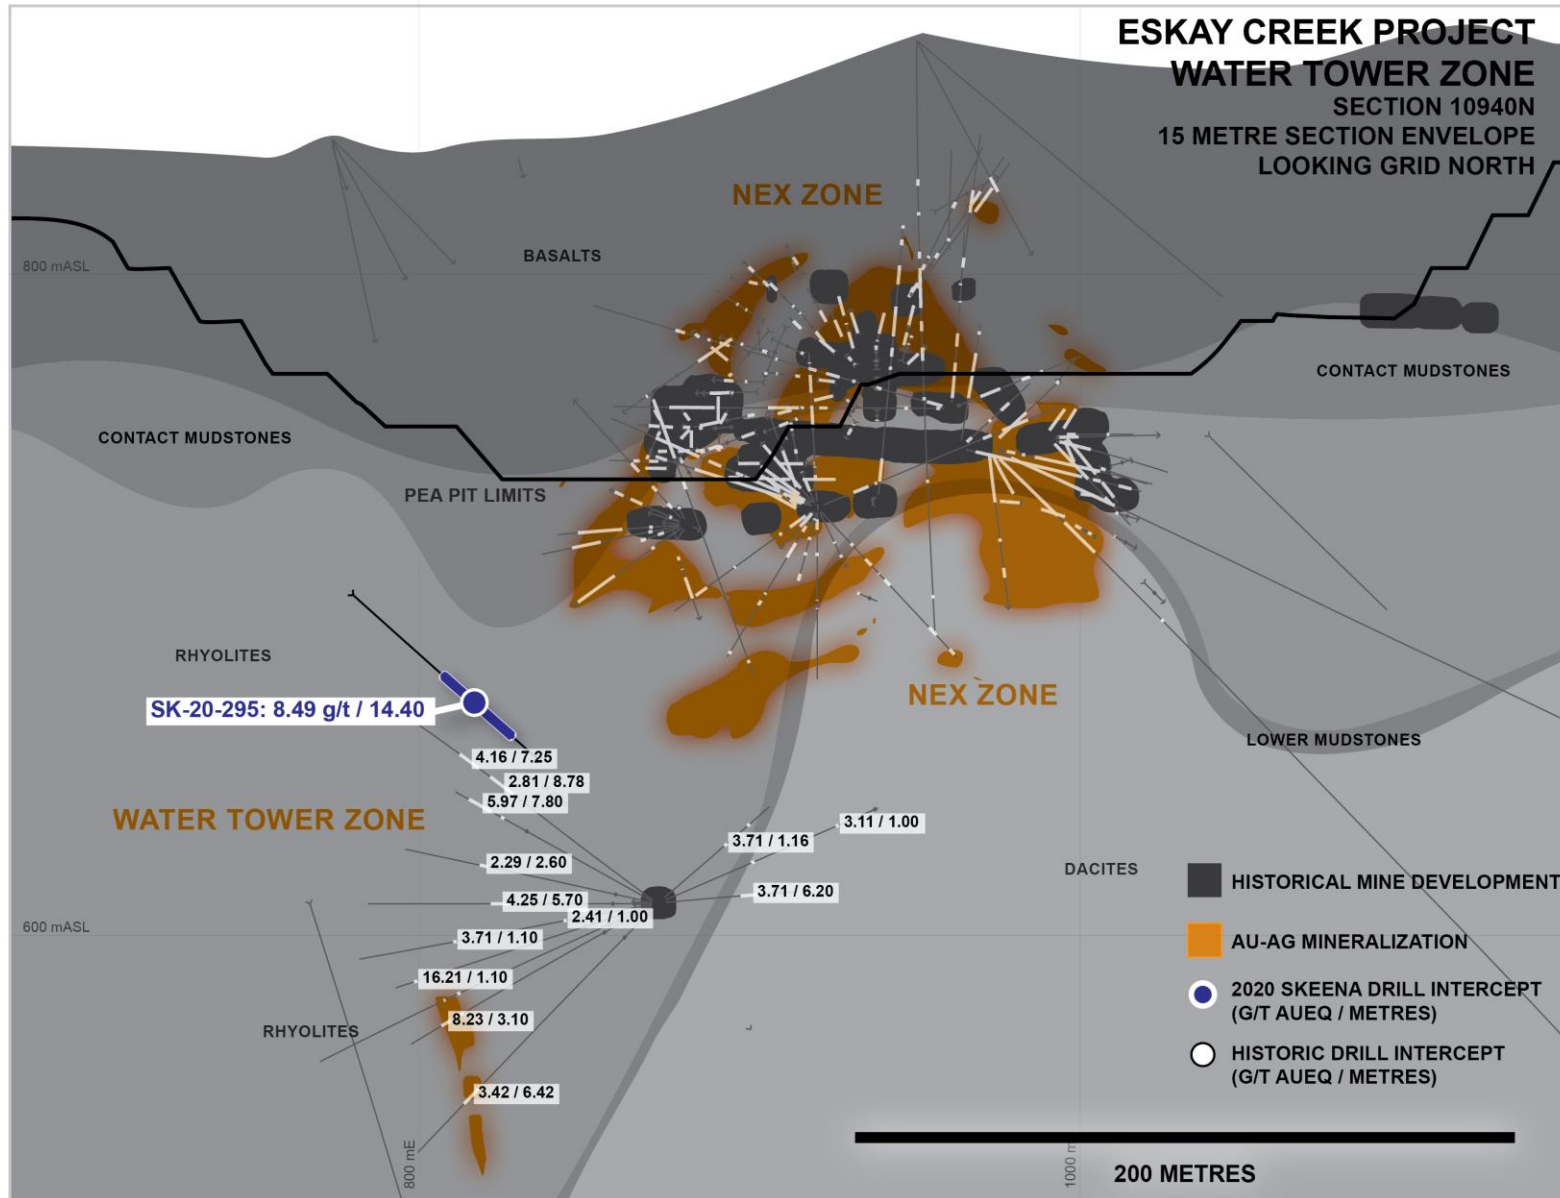 ESKAY CREEK PROJECT
WATER TOWER ZONE
SECTION 10940N
15 METRE SECTION ENVELOPE
LOOKING GRID NORTH
NEX ZONE
BASALTS
800 mASL
CONTACT MUDSTONES
CONTACT MUDSTONES
PEA PIT LIMITS
RHYOLITES
NEX ZONE
SK-20-295: 8.49 g/t / 14.40
LOWER MUDSTONES
4.16 / 7.25
2.81 / 8.78
5.97 / 7.80
WATER TOWER ZONE
3.11 / 1.00
3.71 / 1.16
2.29 / 2.60
DACITES
3.71 / 6.20
HISTORICAL MINE DEVELOPMENT
4.25 / 5.70
2.41 / 1.00
600 mASL
3.71 / 1.10
AU-AG MINERALIZATION
16.21 / 1.10
2020 SKEENA DRILL INTERCEPT
(G/T AUEQ / METRES)
8.23 / 3.10
RHYOLITES
HISTORIC DRILL INTERCEPT
(G/T AUEQ / METRES)
3.42 / 6.42
800 mE
1000 m
200 METRES